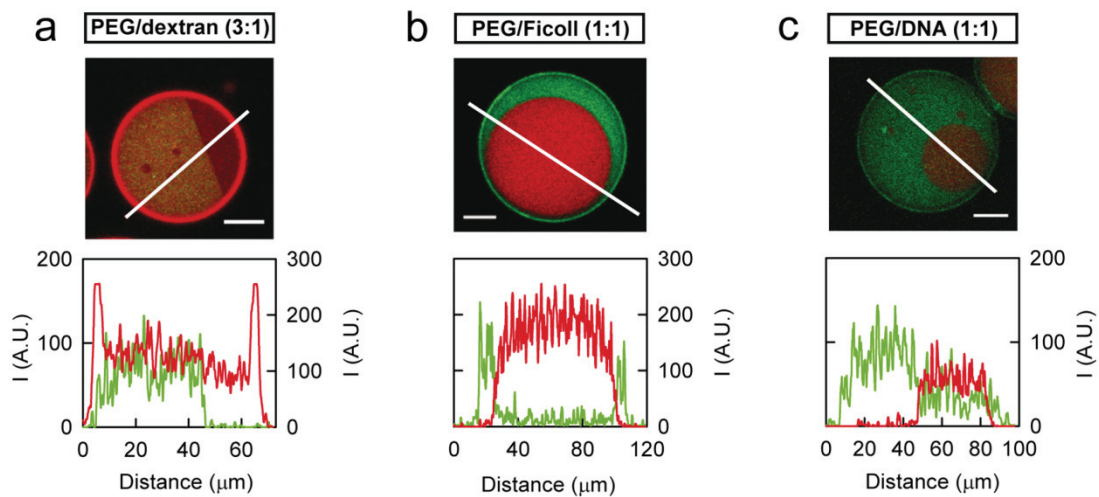 a
PEG/dextran (3:1)
b
PEG/Ficoll (1:1)
c
PEG/DNA (1:1)
I (A.U.)
200
100
0
0 20 40 60
Distance (μm)
300
200
100
0
I (A.U.)
0 40 80 120
Distance (μm)
300
200
100
0
0 20 40 60 80 100
Distance (μm)
200
100
0
I (A.U.)